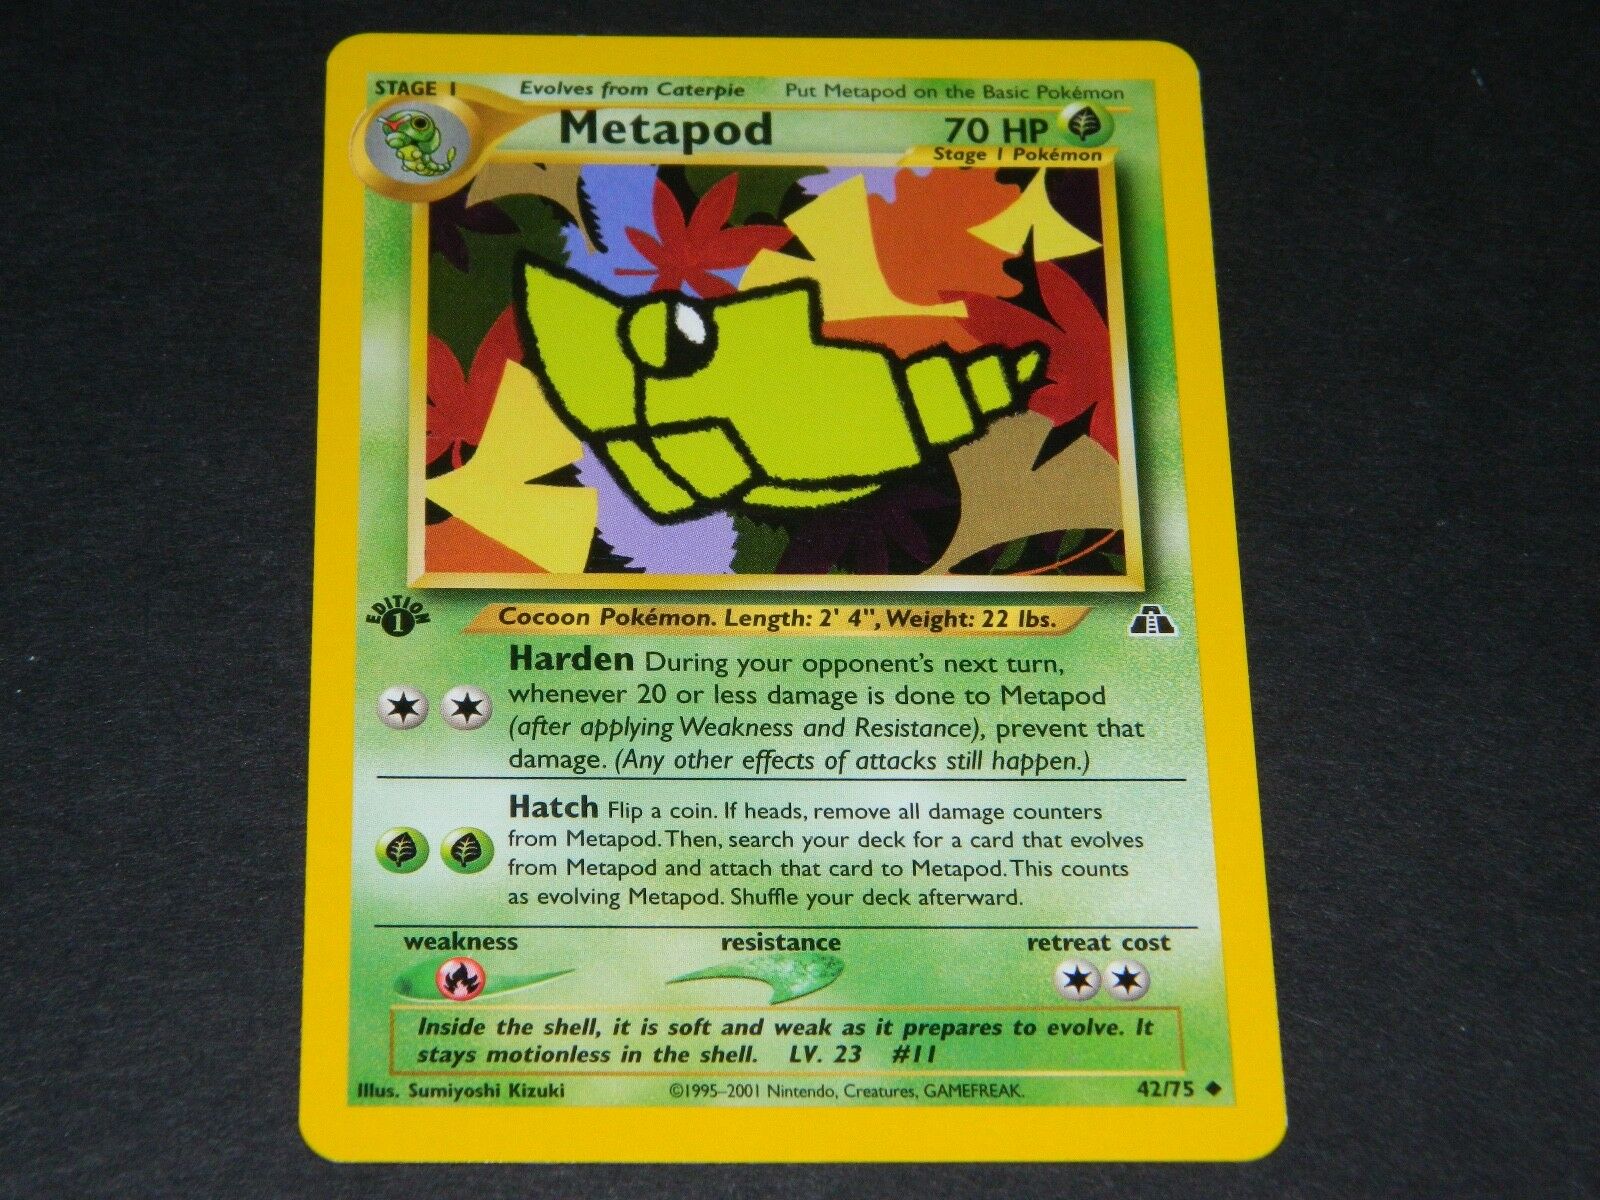 STAGE 1 Evolves from Caterpie Put Metapod on the Basic Pokémon
Metapod 70 HP
Stage 1 Pokémon
EDITION
1
Cocoon Pokémon. Length: 2' 4", Weight: 22 lbs.
Harden During your opponent's next turn,
whenever 20 or less damage is done to Metapod
(after applying Weakness and Resistance), prevent that
damage. (Any other effects of attacks still happen.)
Hatch Flip a coin. If heads, remove all damage counters
from Metapod. Then, search your deck for a card that evolves
from Metapod and attach that card to Metapod. This counts
as evolving Metapod. Shuffle your deck afterward.
weakness resistance retreat cost
Inside the shell, it is soft and weak as it prepares to evolve. It
stays motionless in the shell. LV. 23 #11
Illus. Sumiyoshi Kizuki ©1995–2001 Nintendo, Creatures, GAMEFREAK. 42/75